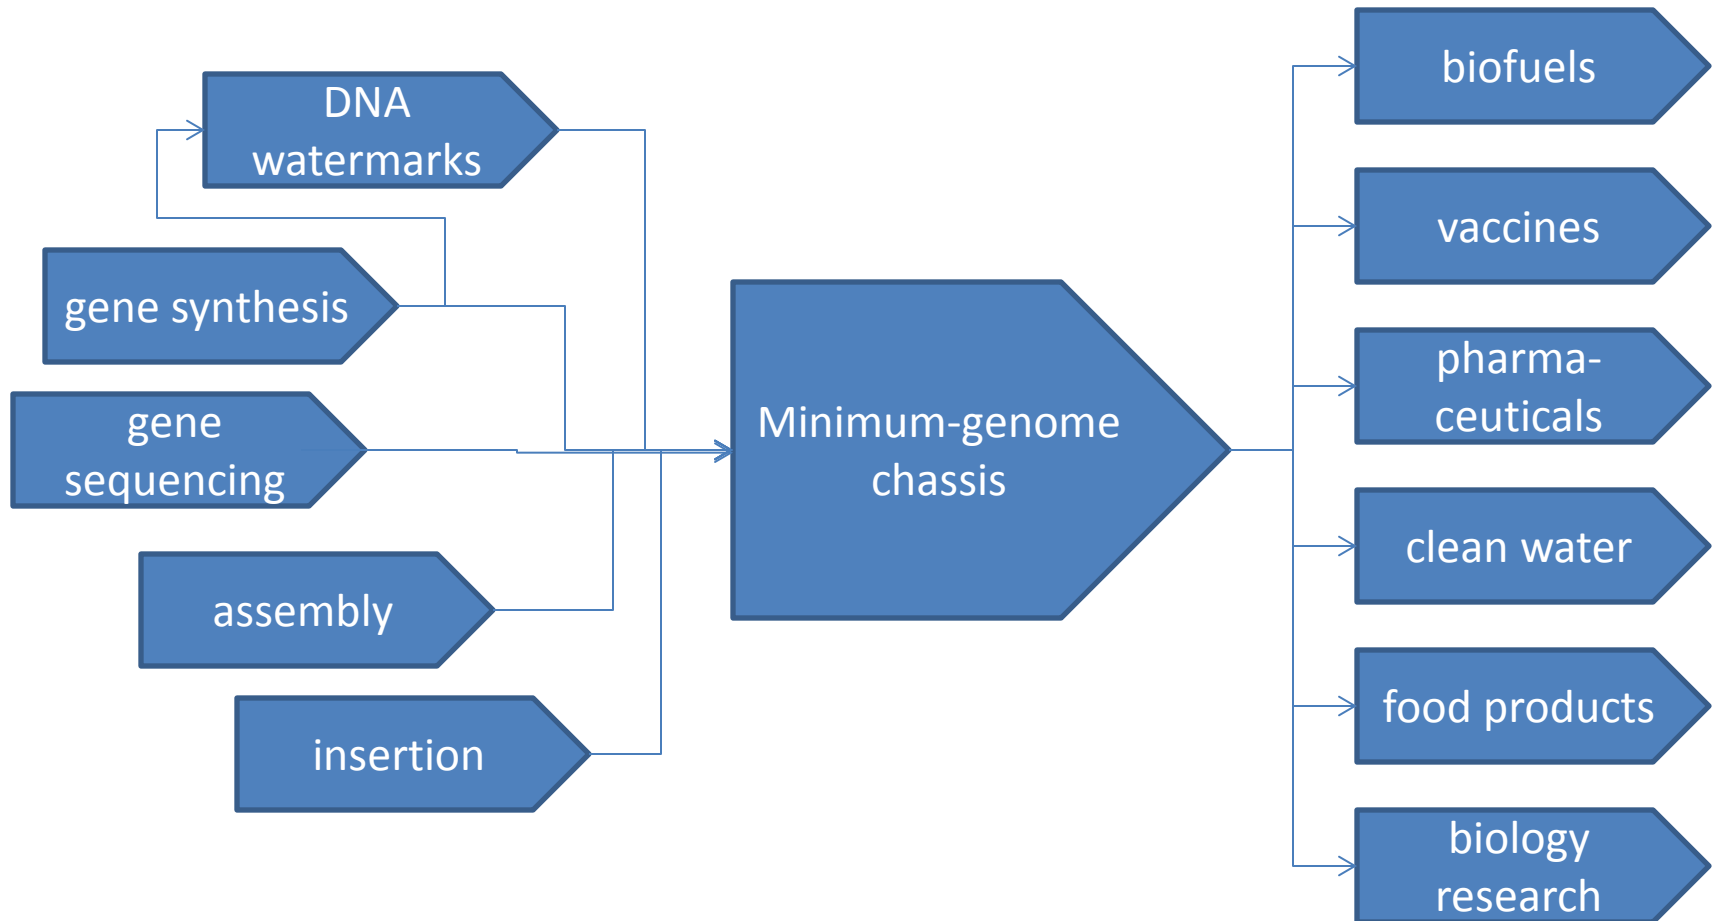 DNA
watermarks
gene synthesis
gene
sequencing
assembly
insertion
Minimum-genome
chassis
biofuels
vaccines
pharma-
ceuticals
clean water
food products
biology
research